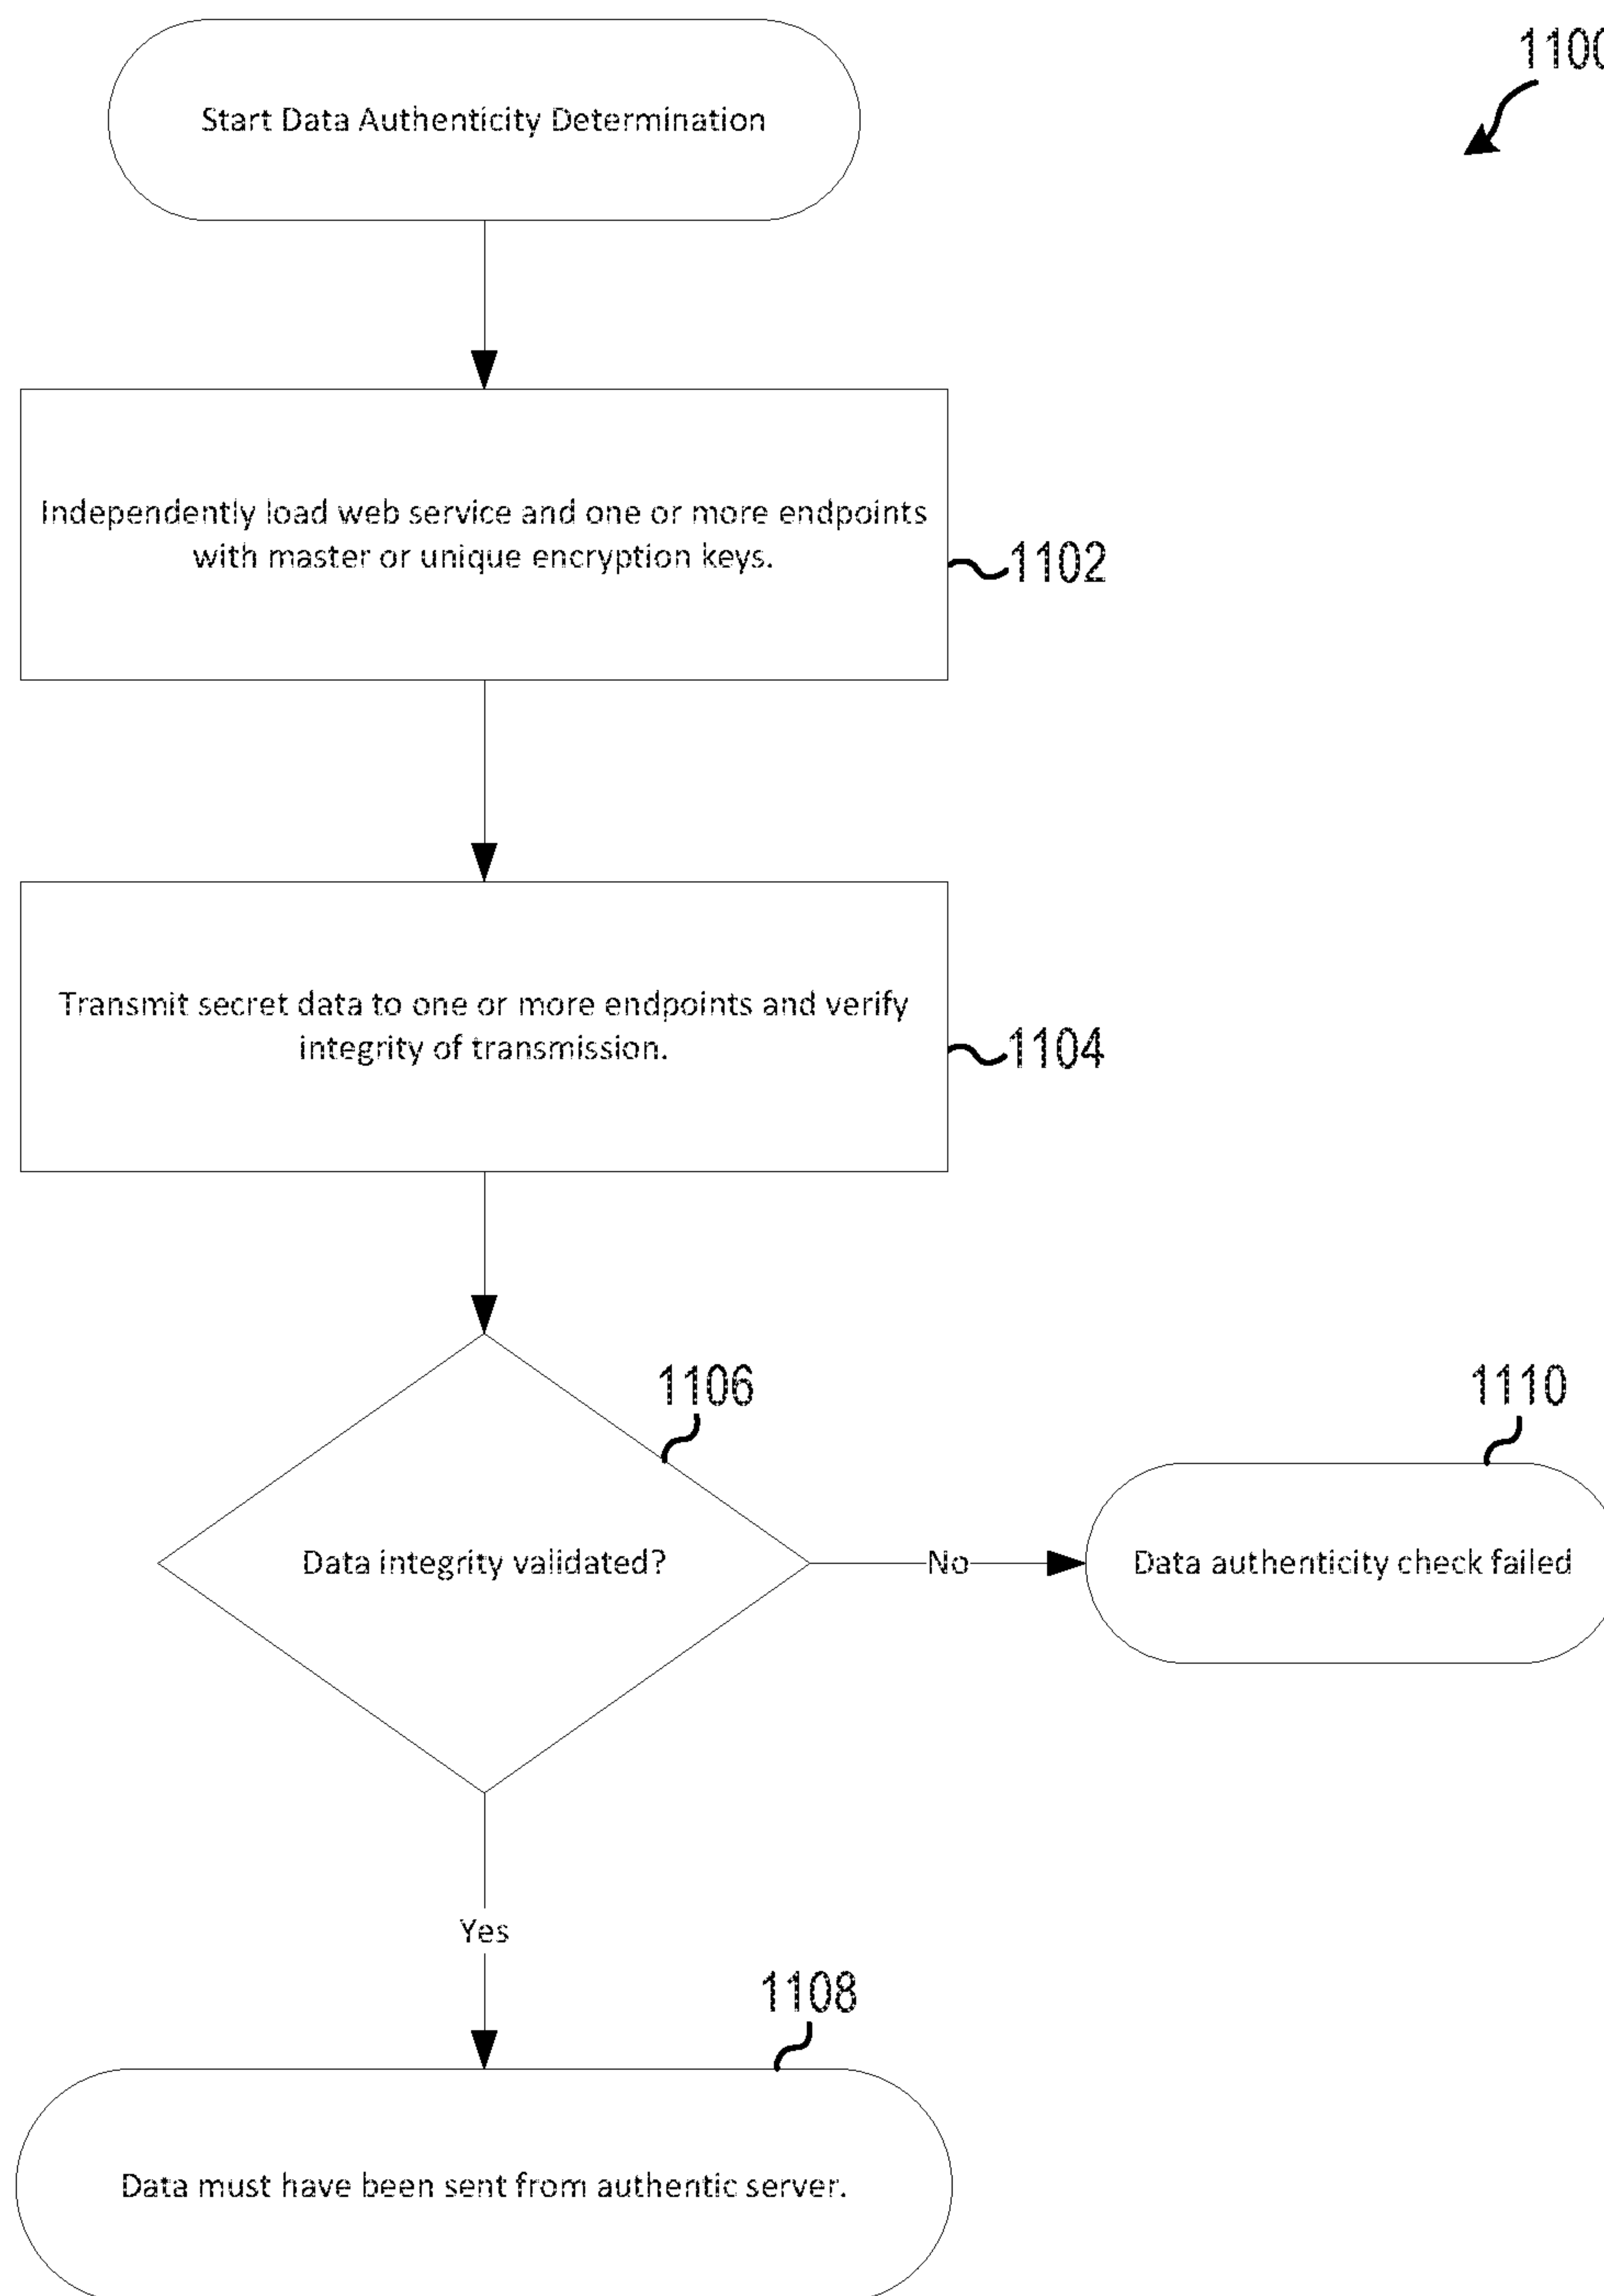 1100
Start Data Authenticity Determination
Independently load web service and one or more endpoints
with master or unique encryption keys.
1102
Transmit secret data to one or more endpoints and verify
integrity of transmission.
1104
1106
1110
Data integrity validated?
No
Data authenticity check failed
Yes
1108
Data must have been sent from authentic server.